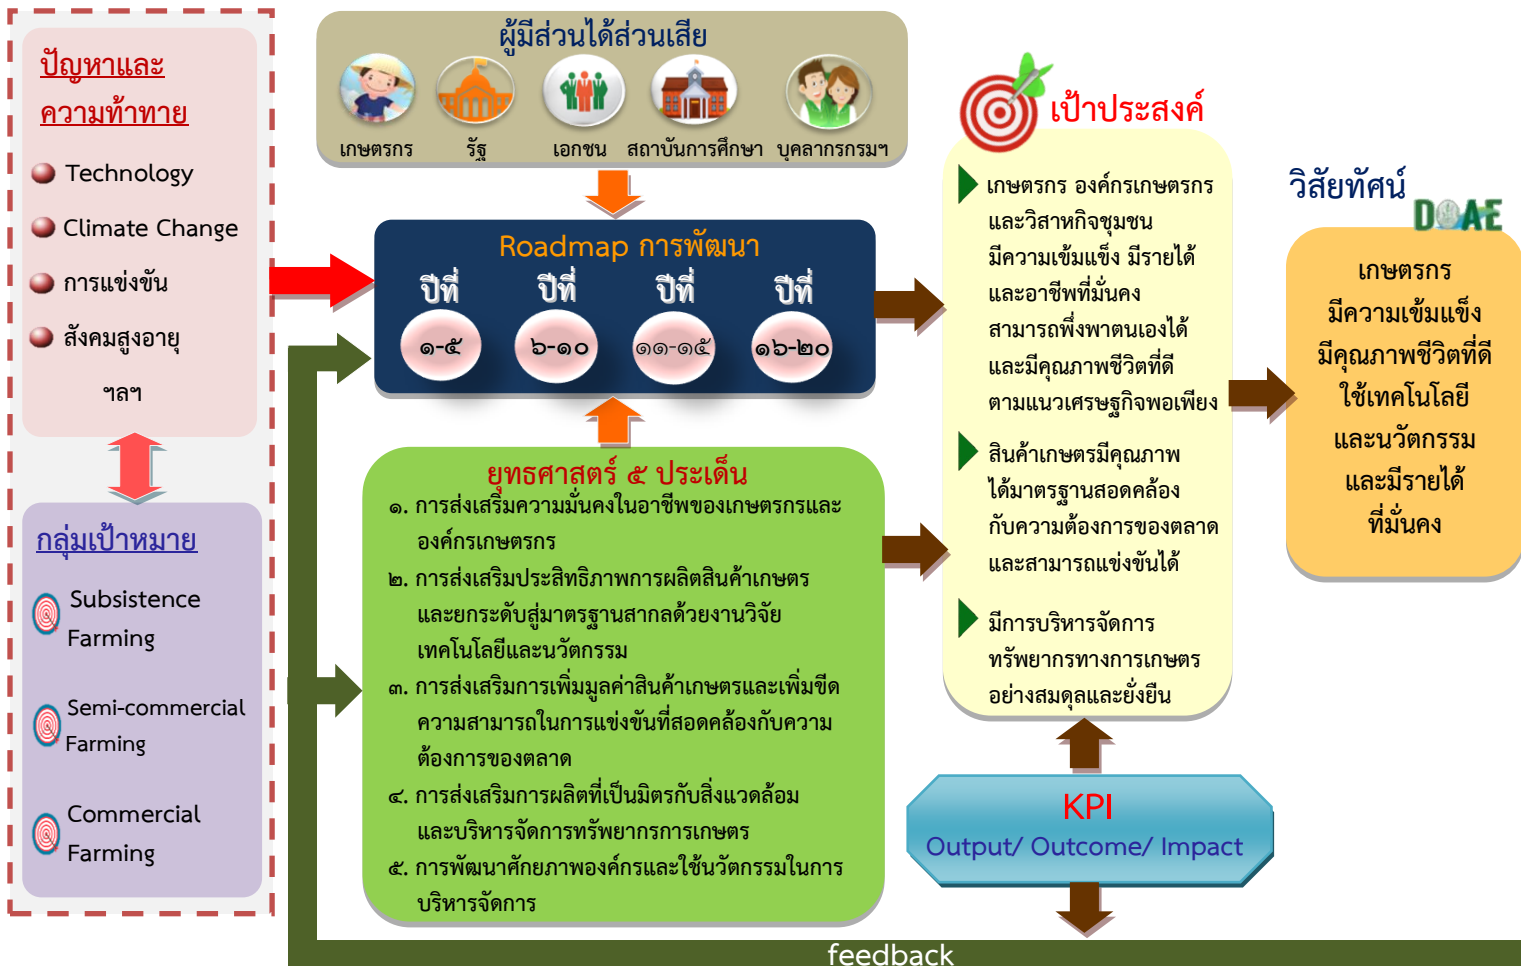 ปัญหาและ
ความท้าทาย
Technology
Climate Change
การแข่งขัน
สังคมสูงอายุ
ฯลฯ
กลุ่มเป้าหมาย
Subsistence
Farming
Semi-commercial
Farming
Commercial
Farming
ผู้มีส่วนได้ส่วนเสีย
เกษตรกร รัฐ เอกชน สถาบันการศึกษา บุคลากรกรมฯ
Roadmap การพัฒนา
ปีที่ ปีที่ ปีที่ ปีที่
๑-๕ ๖-๑๐ ๑๑-๑๕ ๑๖-๒๐
ยุทธศาสตร์ ๕ ประเด็น
๑. การส่งเสริมความมั่นคงในอาชีพของเกษตรกรและ
องค์กรเกษตรกร
๒. การส่งเสริมประสิทธิภาพการผลิตสินค้าเกษตร
และยกระดับสู่มาตรฐานสากลด้วยงานวิจัย
เทคโนโลยีและนวัตกรรม
๓. การส่งเสริมการเพิ่มมูลค่าสินค้าเกษตรและเพิ่มขีด
ความสามารถในการแข่งขันที่สอดคล้องกับความ
ต้องการของตลาด
๔. การส่งเสริมการผลิตที่เป็นมิตรกับสิ่งแวดล้อม
และบริหารจัดการทรัพยากรการเกษตร
๕. การพัฒนาศักยภาพองค์กรและใช้นวัตกรรมในการ
บริหารจัดการ
เป้าประสงค์
เกษตรกร องค์กรเกษตรกร
และวิสาหกิจชุมชน
มีความเข้มแข็ง มีรายได้
และอาชีพที่มั่นคง
สามารถพึ่งพาตนเองได้
และมีคุณภาพชีวิตที่ดี
ตามแนวเศรษฐกิจพอเพียง
สินค้าเกษตรมีคุณภาพ
ได้มาตรฐานสอดคล้อง
กับความต้องการของตลาด
และสามารถแข่งขันได้
มีการบริหารจัดการ
ทรัพยากรทางการเกษตร
อย่างสมดุลและยั่งยืน
KPI
Output/ Outcome/ Impact
วิสัยทัศน์
DOAE
เกษตรกร
มีความเข้มแข็ง
มีคุณภาพชีวิตที่ดี
ใช้เทคโนโลยี
และนวัตกรรม
และมีรายได้
ที่มั่นคง
feedback